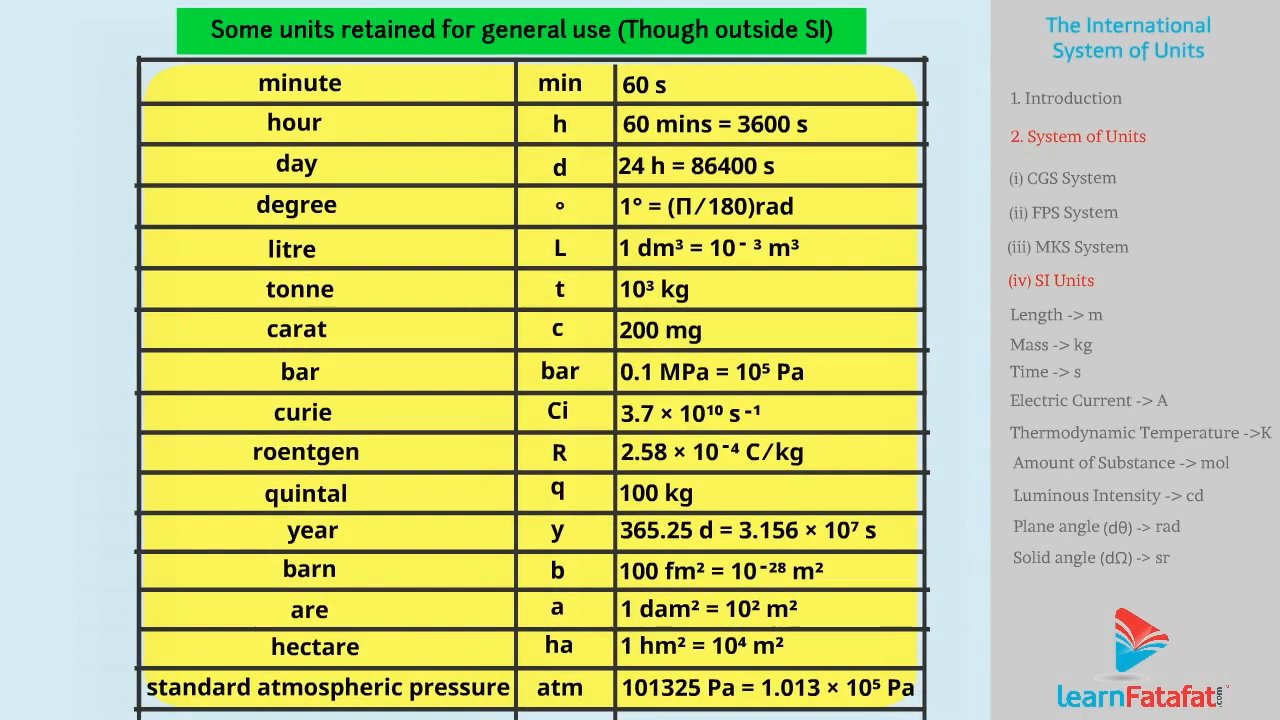 Some units retained for general use (Though outside SI)
minute min 60 s
hour h 60 mins = 3600 s
day d 24 h = 86400 s
degree ° 1° = (Π/180)rad
litre L 1 dm³ = 10⁻³ m³
tonne t 10³ kg
carat c 200 mg
bar bar 0.1 MPa = 10⁵ Pa
curie Ci 3.7 × 10¹⁰ s⁻¹
roentgen R 2.58 × 10⁻⁴ C/kg
quintal q 100 kg
year y 365.25 d = 3.156 × 10⁷ s
barn b 100 fm² = 10⁻²⁸ m²
are a 1 dam² = 10² m²
hectare ha 1 hm² = 10⁴ m²
standard atmospheric pressure atm 101325 Pa = 1.013 × 10⁵ Pa
The International
System of Units
1. Introduction
2. System of Units
(i) CGS System
(ii) FPS System
(iii) MKS System
(iv) SI Units
Length -> m
Mass -> kg
Time -> s
Electric Current -> A
Thermodynamic Temperature ->K
Amount of Substance -> mol
Luminous Intensity -> cd
Plane angle (dθ) -> rad
Solid angle (dΩ) -> sr
learnFatafat.com